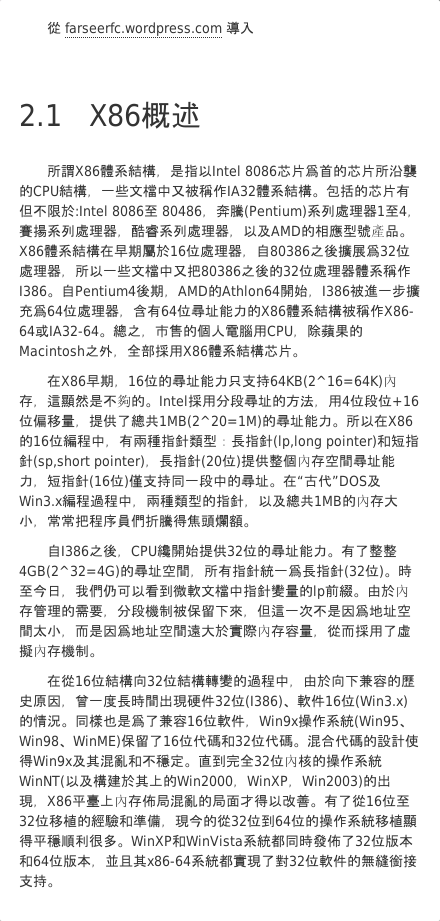 從 farseerfc.wordpress.com 導入
2.1 X86概述
所謂X86體系結構，是指以Intel 8086芯片爲首的芯片所沿襲
的CPU結構，一些文檔中又被稱作IA32體系結構。包括的芯片有
但不限於:Intel 8086至 80486，奔騰(Pentium)系列處理器1至4，
賽揚系列處理器，酷睿系列處理器，以及AMD的相應型號產品。
X86體系結構在早期屬於16位處理器，自80386之後擴展爲32位
處理器，所以一些文檔中又把80386之後的32位處理器體系稱作
I386。自Pentium4後期，AMD的Athlon64開始，I386被進一步擴
充爲64位處理器，含有64位尋址能力的X86體系結構被稱作X86-
64或IA32-64。總之，市售的個人電腦用CPU，除蘋果的
Macintosh之外，全部採用X86體系結構芯片。
在X86早期，16位的尋址能力只支持64KB(2^16=64K)內
存，這顯然是不夠的。Intel採用分段尋址的方法，用4位段位+16
位偏移量，提供了總共1MB(2^20=1M)的尋址能力。所以在X86
的16位編程中，有兩種指針類型：長指針(lp,long pointer)和短指
針(sp,short pointer)，長指針(20位)提供整個內存空間尋址能
力，短指針(16位)僅支持同一段中的尋址。在“古代”DOS及
Win3.x編程過程中，兩種類型的指針，以及總共1MB的內存大
小，常常把程序員們折騰得焦頭爛額。
自I386之後，CPU纔開始提供32位的尋址能力。有了整整
4GB(2^32=4G)的尋址空間，所有指針統一爲長指針(32位)。時
至今日，我們仍可以看到微軟文檔中指針變量的lp前綴。由於內
存管理的需要，分段機制被保留下來，但這一次不是因爲地址空
間太小，而是因爲地址空間遠大於實際內存容量，從而採用了虛
擬內存機制。
在從16位結構向32位結構轉變的過程中，由於向下兼容的歷
史原因，曾一度長時間出現硬件32位(I386)、軟件16位(Win3.x)
的情況。同樣也是爲了兼容16位軟件，Win9x操作系統(Win95、
Win98、WinME)保留了16位代碼和32位代碼。混合代碼的設計使
得Win9x及其混亂和不穩定。直到完全32位內核的操作系統
WinNT(以及構建於其上的Win2000，WinXP，Win2003)的出
現，X86平臺上內存佈局混亂的局面才得以改善。有了從16位至
32位移植的經驗和準備，現今的從32位到64位的操作系統移植顯
得平穩順利很多。WinXP和WinVista系統都同時發佈了32位版本
和64位版本，並且其x86-64系統都實現了對32位軟件的無縫銜接
支持。